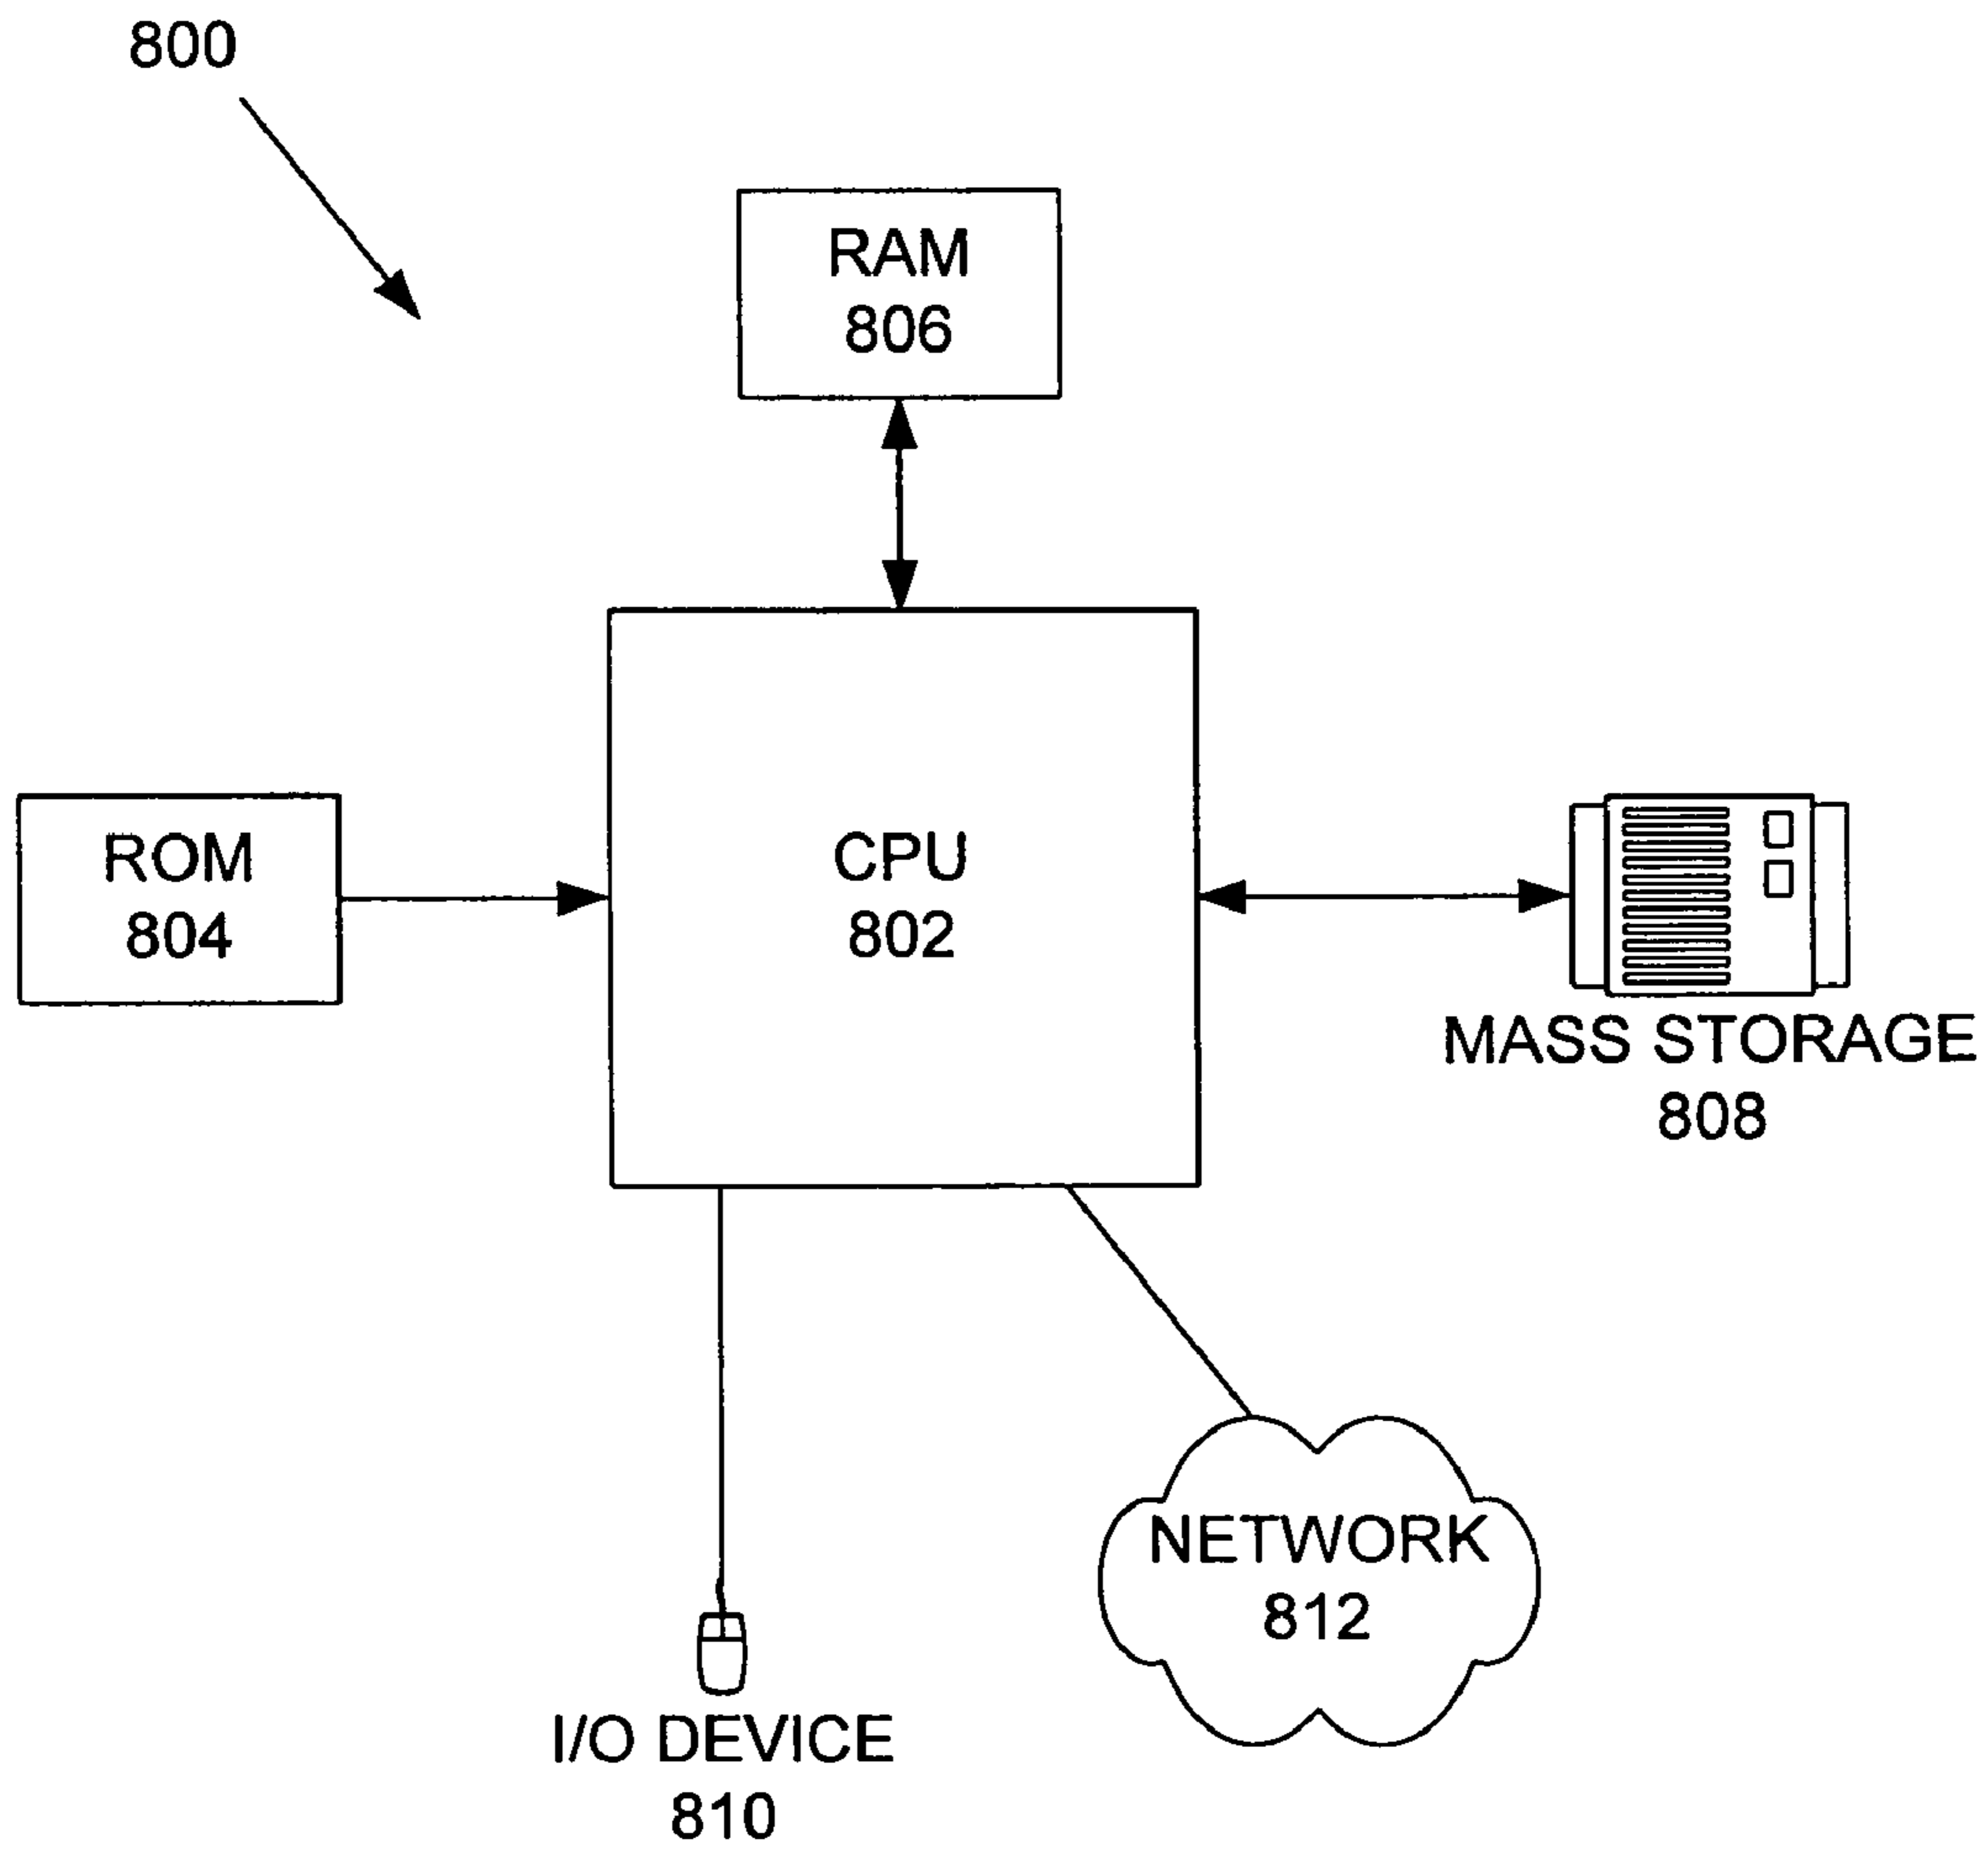 800
RAM
806
ROM
804
CPU
802
MASS STORAGE
808
NETWORK
812
I/O DEVICE
810